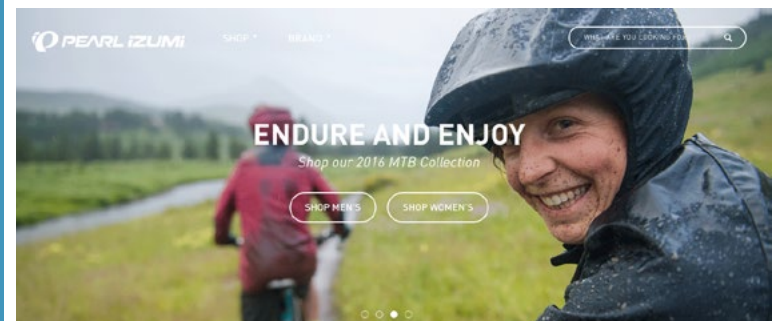 PEARL iZUMi
SHOP
BRAND
WHAT ARE YOU LOOKING FOR?
ENDURE AND ENJOY
Shop our 2016 MTB Collection
SHOP MEN'S
SHOP WOMEN'S